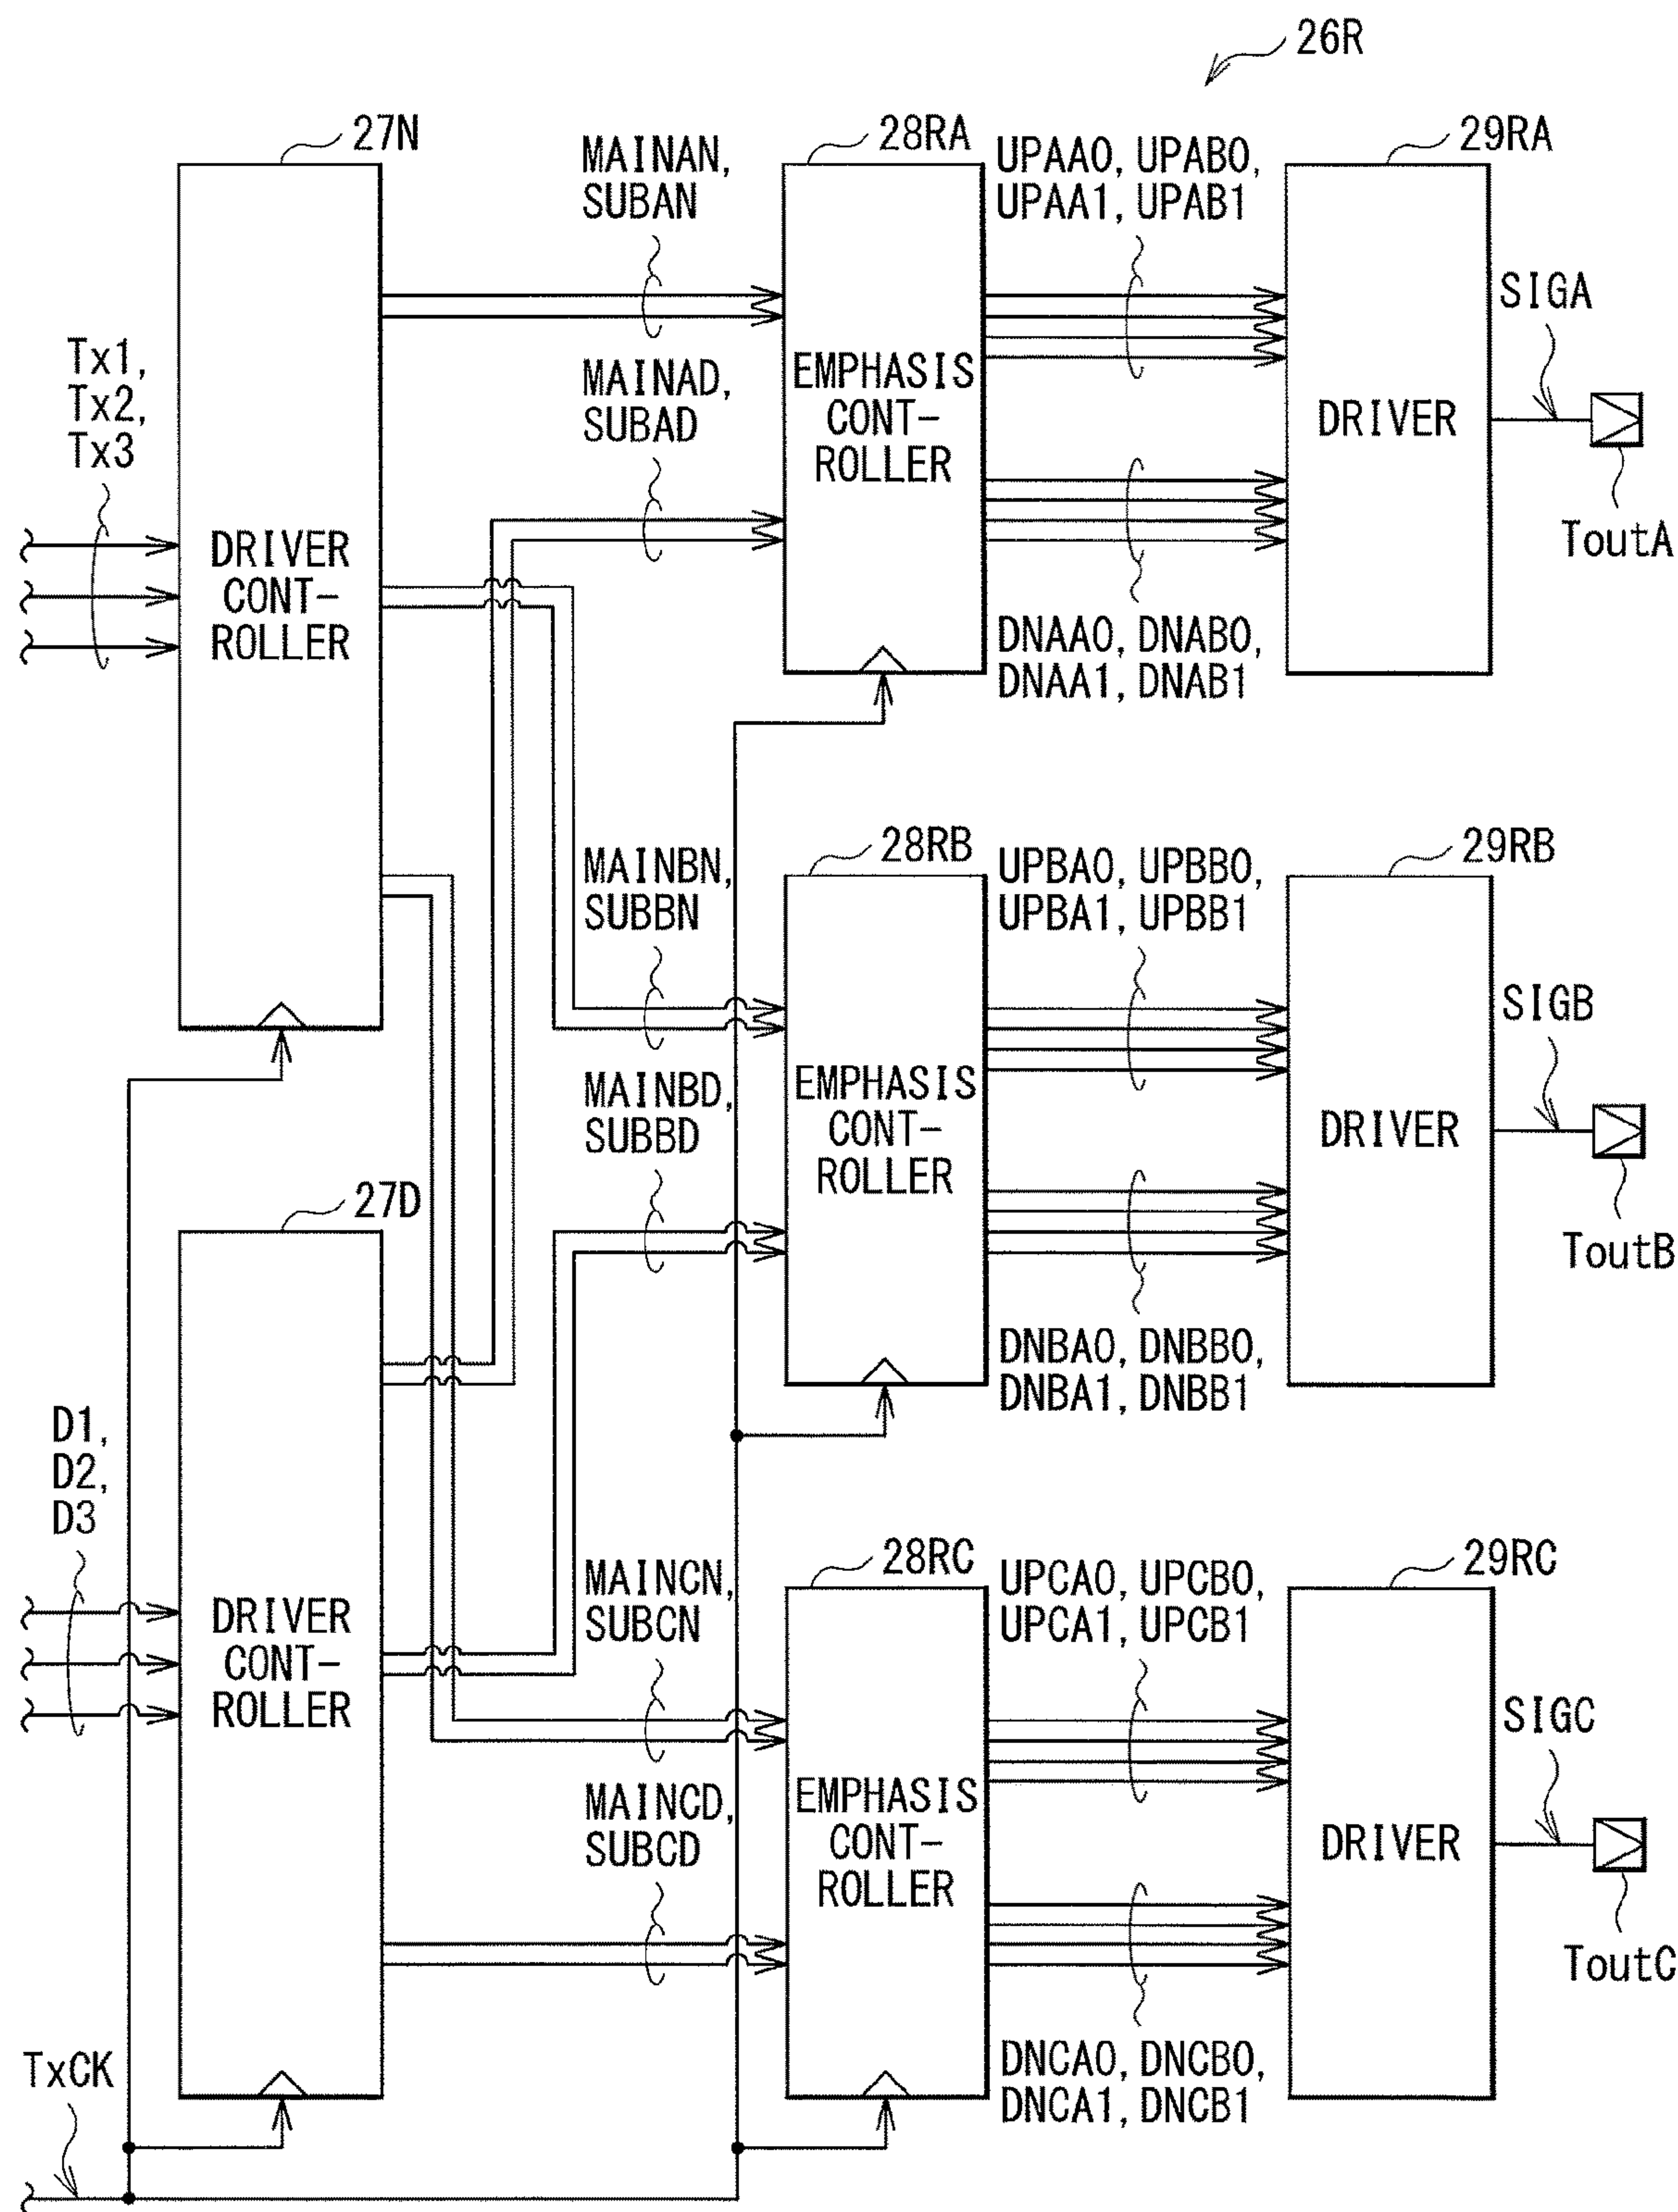 26R
27N
MAINAN,
SUBAN
28RA
UPAA0, UPAB0,
UPAA1, UPAB1
29RA
SIGA
Tx1,
Tx2,
Tx3
MAINAD,
SUBAD
EMPHASIS
CONT-
ROLLER
DRIVER
ToutA
DRIVER
CONT-
ROLLER
DNAA0, DNAB0,
DNAA1, DNAB1
MAINBN,
SUBBN
28RB
UPBA0, UPBB0,
UPBA1, UPBB1
29RB
SIGB
MAINBD,
SUBBD
EMPHASIS
CONT-
ROLLER
DRIVER
ToutB
27D
DNBA0, DNBB0,
DNBA1, DNBB1
D1,
D2,
D3
DRIVER
CONT-
ROLLER
MAINCN,
SUBCN
28RC
UPCA0, UPCB0,
UPCA1, UPCB1
29RC
SIGC
MAINCD,
SUBCD
EMPHASIS
CONT-
ROLLER
DRIVER
ToutC
DNCA0, DNCB0,
DNCA1, DNCB1
TxCK